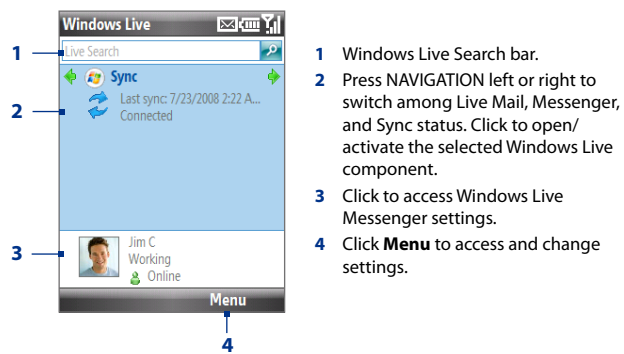 Windows Live
Live Search
Sync
Last sync: 7/23/2008 2:22 A...
Connected
Jim C
Working
Online
Menu
1
2
3
4
1 Windows Live Search bar.
2 Press NAVIGATION left or right to
switch among Live Mail, Messenger,
and Sync status. Click to open/
activate the selected Windows Live
component.
3 Click to access Windows Live
Messenger settings.
4 Click Menu to access and change
settings.